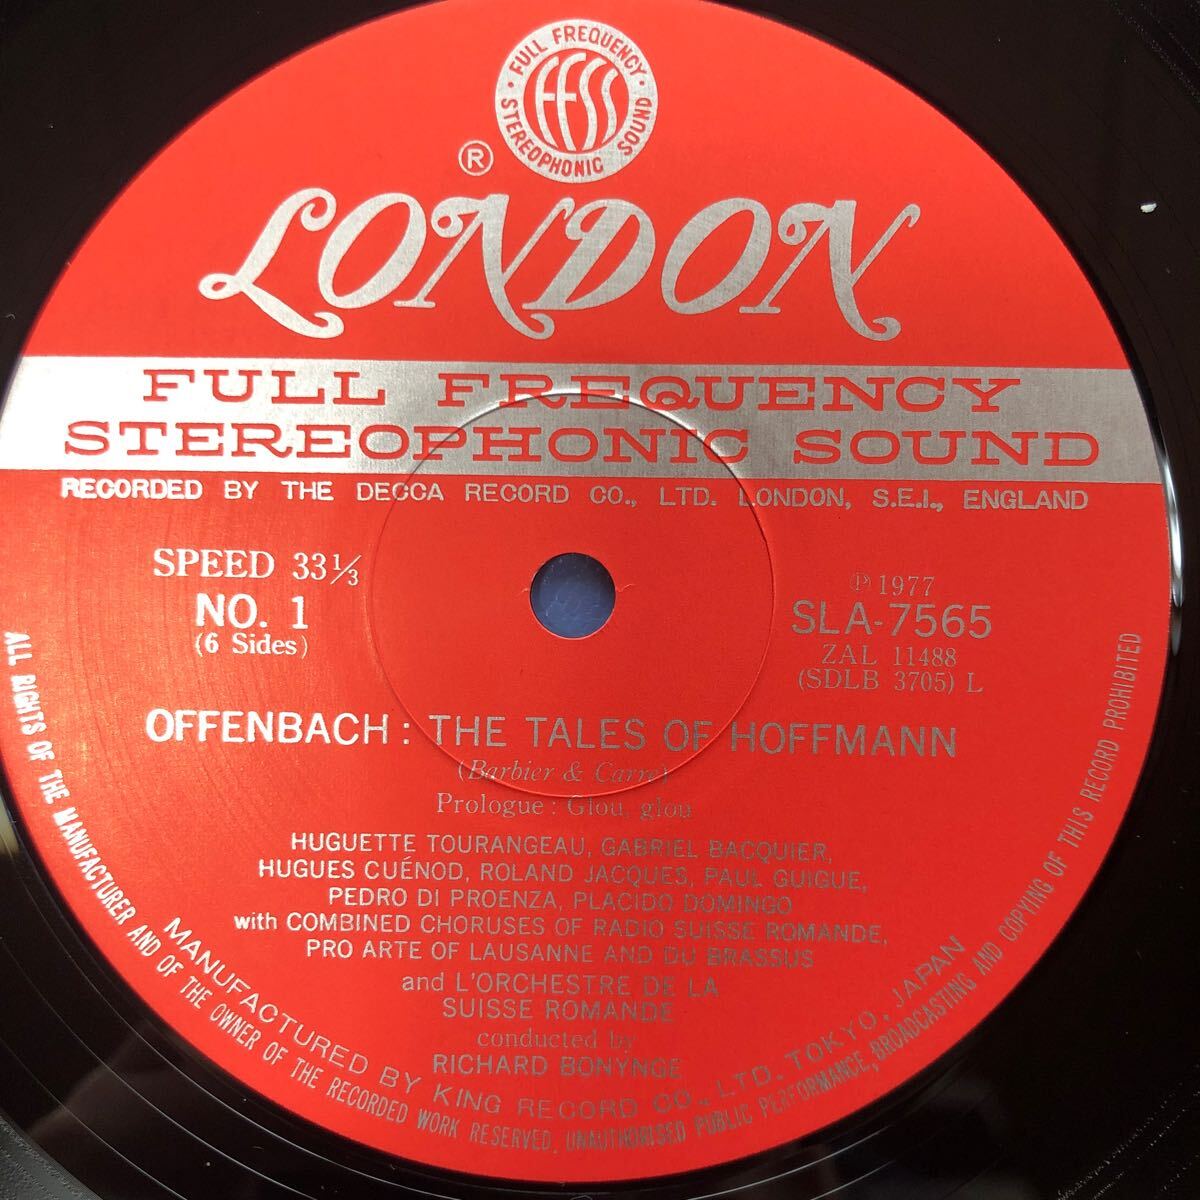 FULL FREQUENCY
FFSS
STEREOPHONIC SOUND
®
LONDON
FULL FREQUENCY
STEREOPHONIC SOUND
RECORDED BY THE DECCA RECORD CO., LTD. LONDON, S.E.I., ENGLAND
SPEED 33 1/3
NO. 1
(6 Sides)
Ⓟ 1977
SLA-7565
ZAL 11488
(SDLB 3705) L
OFFENBACH : THE TALES OF HOFFMANN
(Barbier & Carre)
Prologue : Glou, glou
HUGUETTE TOURANGEAU, GABRIEL BACQUIER,
HUGUES CUÉNOD, ROLAND JACQUES, PAUL GUIGUE,
PEDRO DI PROENZA, PLACIDO DOMINGO
with COMBINED CHORUSES OF RADIO SUISSE ROMANDE,
PRO ARTE OF LAUSANNE AND DU BRASSUS
and L'ORCHESTRE DE LA
SUISSE ROMANDE
conducted by
RICHARD BONYNGE
MANUFACTURED BY KING RECORD CO., LTD. TOKYO, JAPAN
ALL RIGHTS OF THE MANUFACTURER AND OF THE OWNER OF THE RECORDED WORK RESERVED, UNAUTHORISED PUBLIC PERFORMANCE, BROADCASTING AND COPYING OF THIS RECORD PROHIBITED